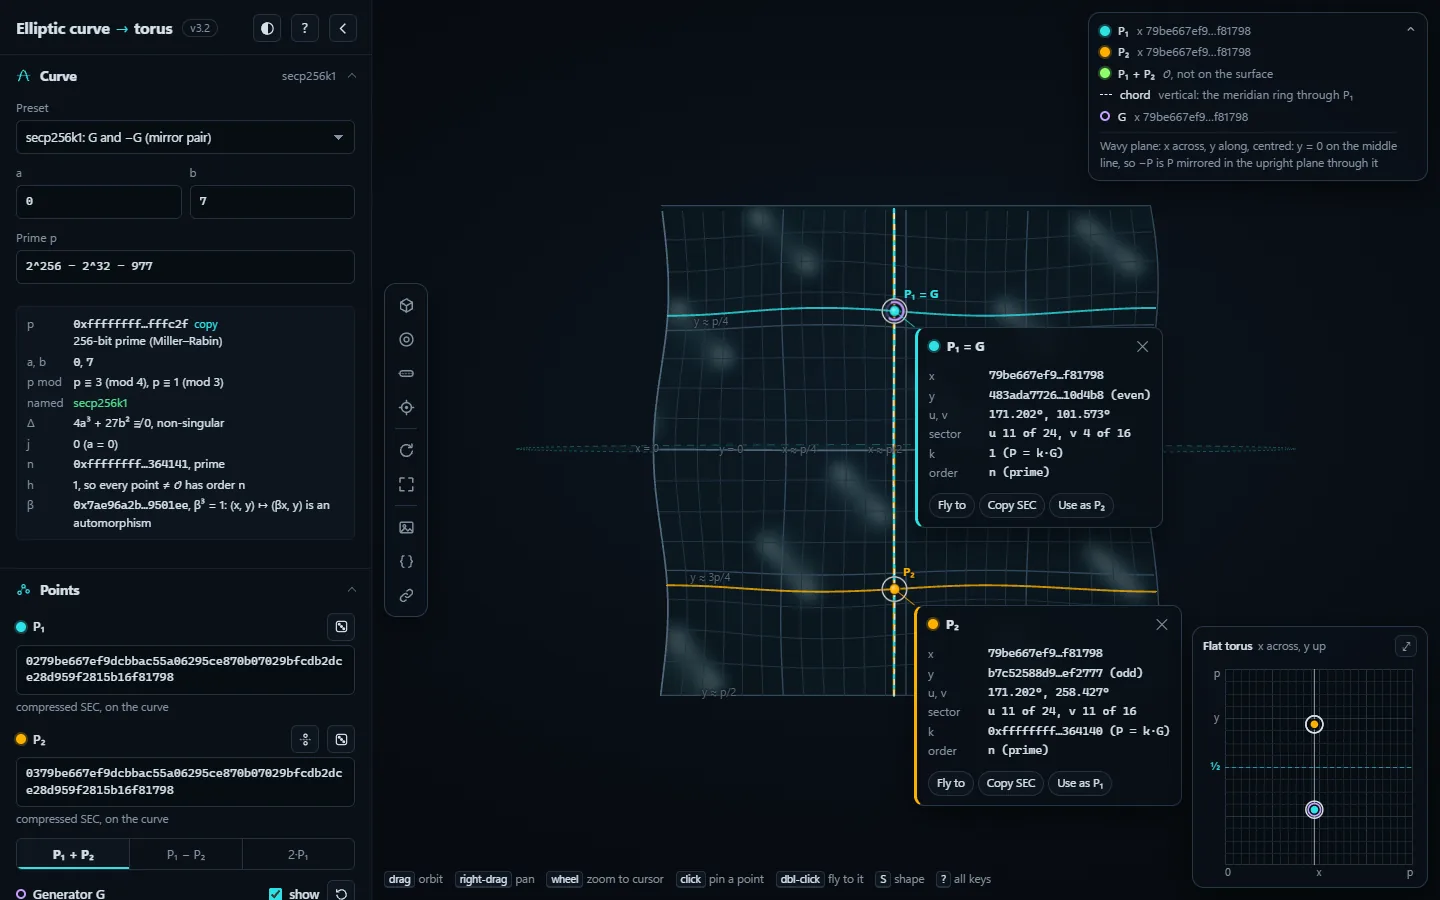 Elliptic curve → torus v3.2
?
Curve secp256k1
Preset
secp256k1: G and −G (mirror pair)
a b
0 7
Prime p
2^256 − 2^32 − 977
p 0xffffffff…fffc2f copy
256-bit prime (Miller–Rabin)
a, b 0, 7
p mod p ≡ 3 (mod 4), p ≡ 1 (mod 3)
named secp256k1
Δ 4a³ + 27b² ≢ 0, non-singular
j 0 (a = 0)
n 0xffffffff…364141, prime
h 1, so every point ≠ 𝒪 has order n
β 0x7ae96a2b…9501ee, β³ = 1: (x, y) ↦ (βx, y) is an
automorphism
Points
P₁
0279be667ef9dcbbac55a06295ce870b07029bfcdb2dc
e28d959f2815b16f81798
compressed SEC, on the curve
P₂
0379be667ef9dcbbac55a06295ce870b07029bfcdb2dc
e28d959f2815b16f81798
compressed SEC, on the curve
P₁ + P₂ P₁ − P₂ 2·P₁
Generator G show
P₁ x 79be667ef9…f81798
P₂ x 79be667ef9…f81798
P₁ + P₂ 𝒪, not on the surface
chord vertical: the meridian ring through P₁
G x 79be667ef9…f81798
Wavy plane: x across, y along, centred: y = 0 on the middle
line, so −P is P mirrored in the upright plane through it
P₁ = G
y ≈ p/4
x = 0 y = 0 x ≈ p/4 x ≈ p/2
y ≈ 3p/4
y ≈ p/2
P₂
P₁ = G
x 79be667ef9…f81798
y 483ada7726…10d4b8 (even)
u, v 171.202°, 101.573°
sector u 11 of 24, v 4 of 16
k 1 (P = k·G)
order n (prime)
Fly to Copy SEC Use as P₂
P₂
x 79be667ef9…f81798
y b7c52588d9…ef2777 (odd)
u, v 171.202°, 258.427°
sector u 11 of 24, v 11 of 16
k 0xffffffff…364140 (P = k·G)
order n (prime)
Fly to Copy SEC Use as P₁
Flat torus x across, y up
p
y
½
0 x p
drag orbit right-drag pan wheel zoom to cursor click pin a point dbl-click fly to it S shape ? all keys